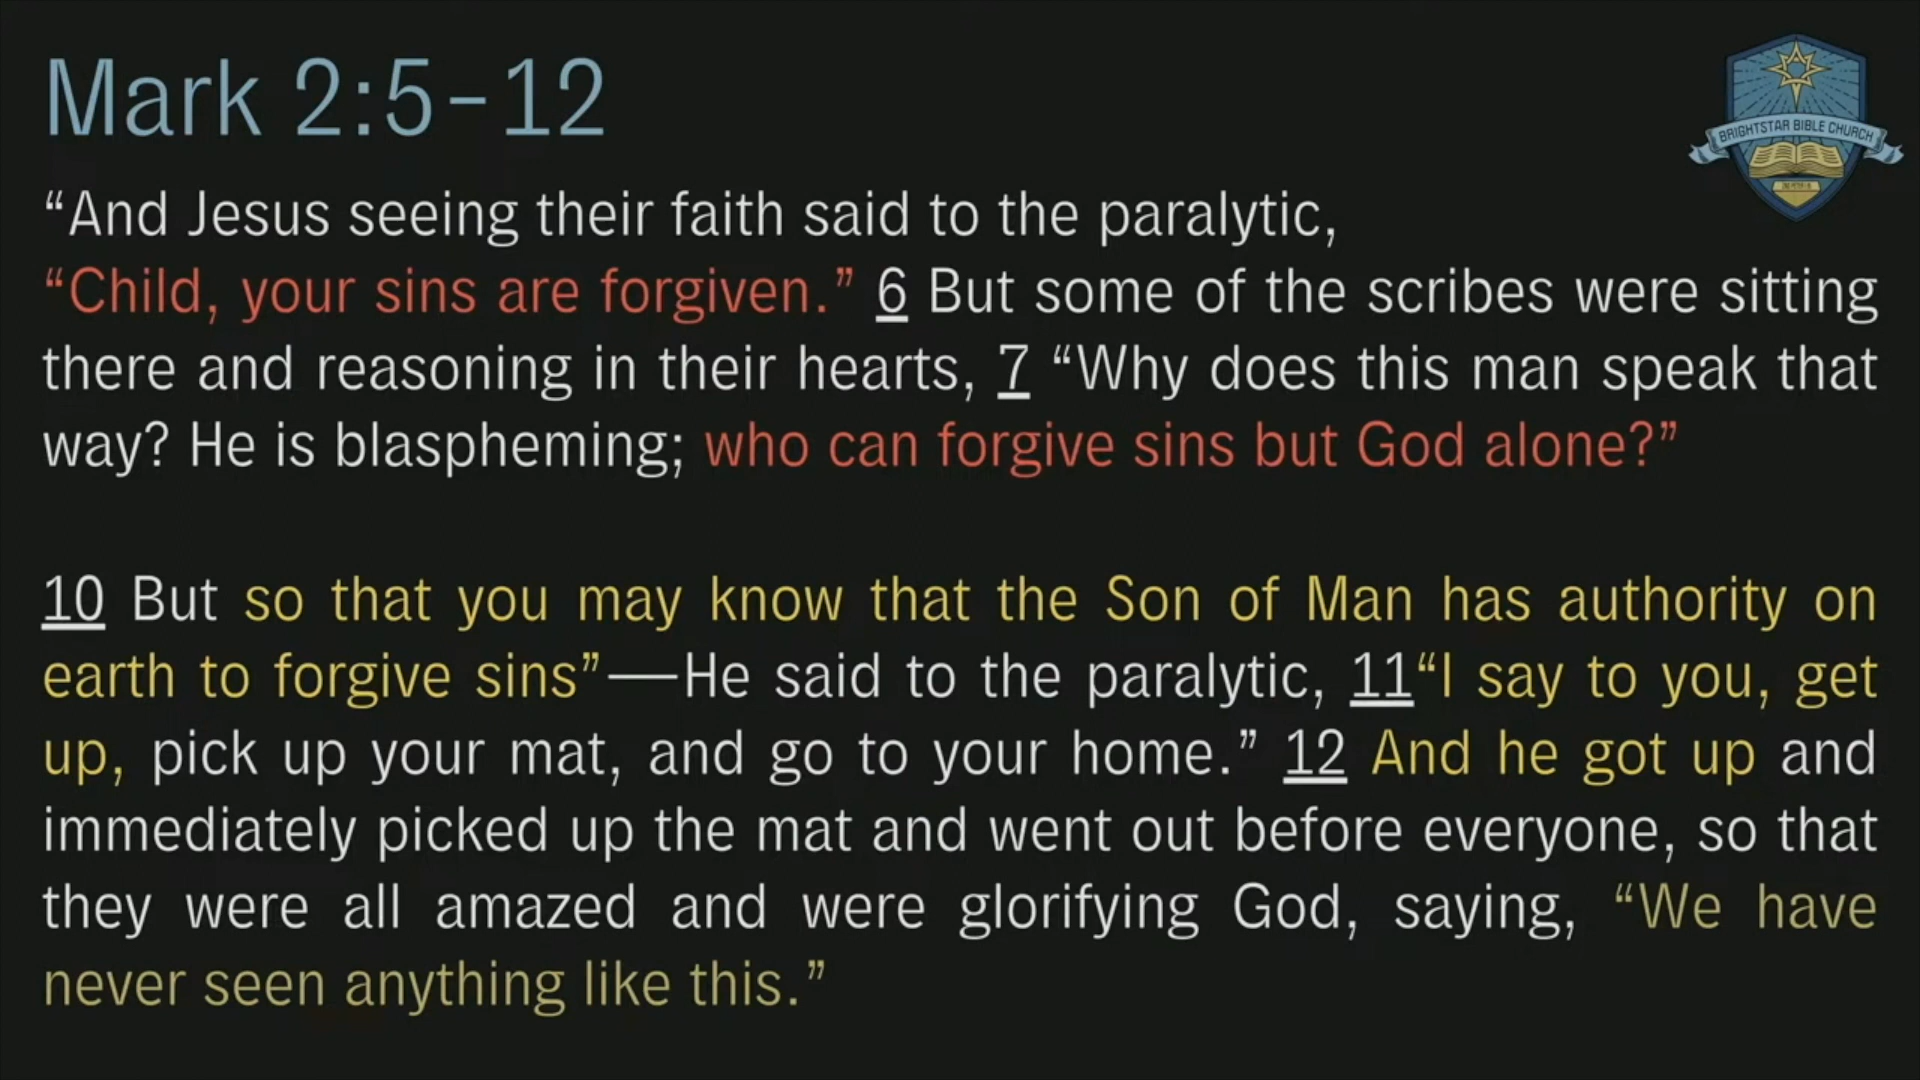 Mark 2:5-12
BRIGHTSTAR BIBLE CHURCH
“And Jesus seeing their faith said to the paralytic,
“Child, your sins are forgiven.” 6 But some of the scribes were sitting
there and reasoning in their hearts, 7 “Why does this man speak that
way? He is blaspheming; who can forgive sins but God alone?”
10 But so that you may know that the Son of Man has authority on
earth to forgive sins”—He said to the paralytic, 11“I say to you, get
up, pick up your mat, and go to your home.” 12 And he got up and
immediately picked up the mat and went out before everyone, so that
they were all amazed and were glorifying God, saying, “We have
never seen anything like this.”